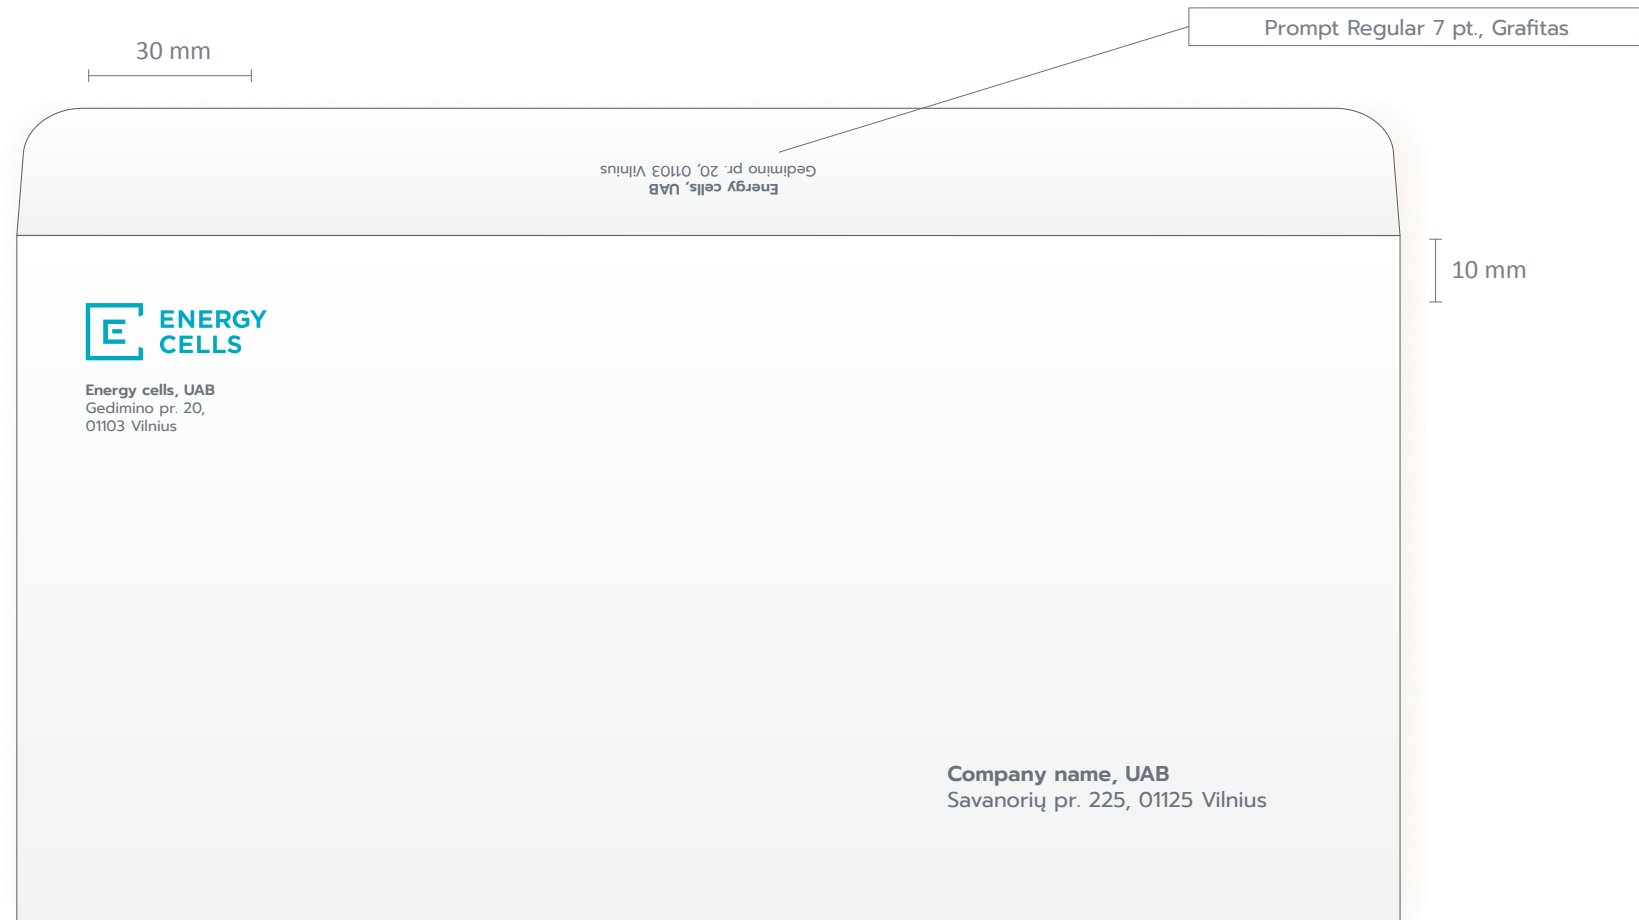 Prompt Regular 7 pt., Grafitas
30 mm
Energy cells, UAB
Gedimino pr. 20, 01103 Vilnius
10 mm
ENERGY
CELLS
Energy cells, UAB
Gedimino pr. 20,
01103 Vilnius
Company name, UAB
Savanorių pr. 225, 01125 Vilnius